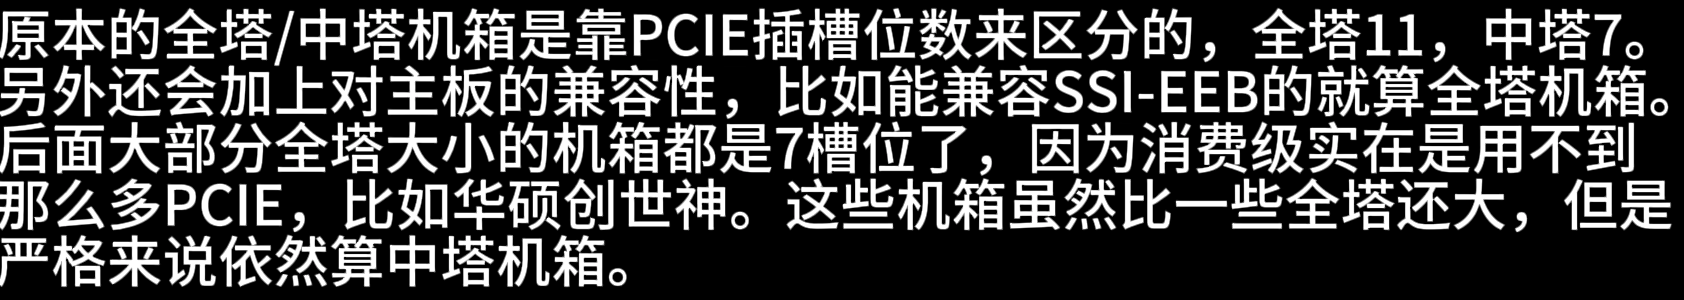 原本的全塔/中塔机箱是靠PCIE插槽位数来区分的，全塔11，中塔7。
另外还会加上对主板的兼容性，比如能兼容SSI-EEB的就算全塔机箱。
后面大部分全塔大小的机箱都是7槽位了，因为消费级实在是用不到
那么多PCIE，比如华硕创世神。这些机箱虽然比一些全塔还大，但是
严格来说依然算中塔机箱。